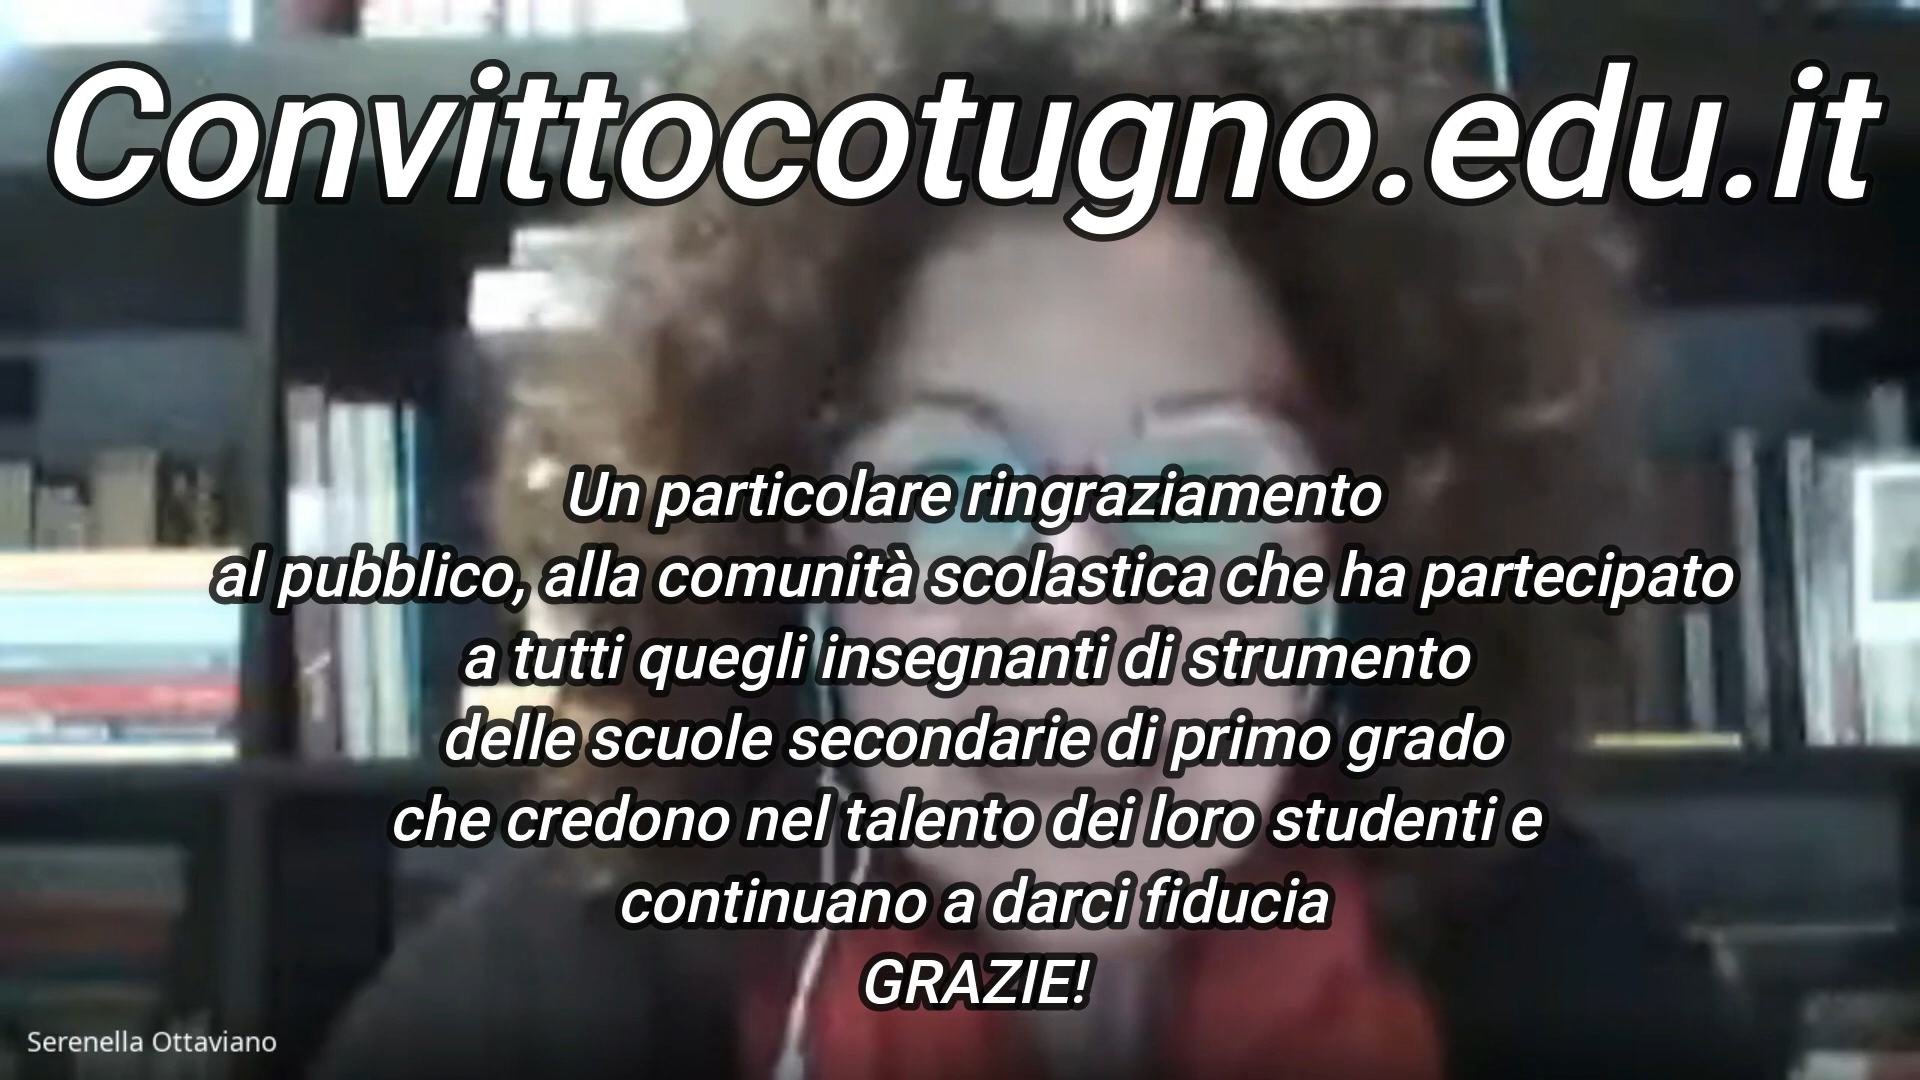 Convittocotugno.edu.it
Un particolare ringraziamento
al pubblico, alla comunità scolastica che ha partecipato
a tutti quegli insegnanti di strumento
delle scuole secondarie di primo grado
che credono nel talento dei loro studenti e
continuano a darci fiducia
GRAZIE!
Serenella Ottaviano